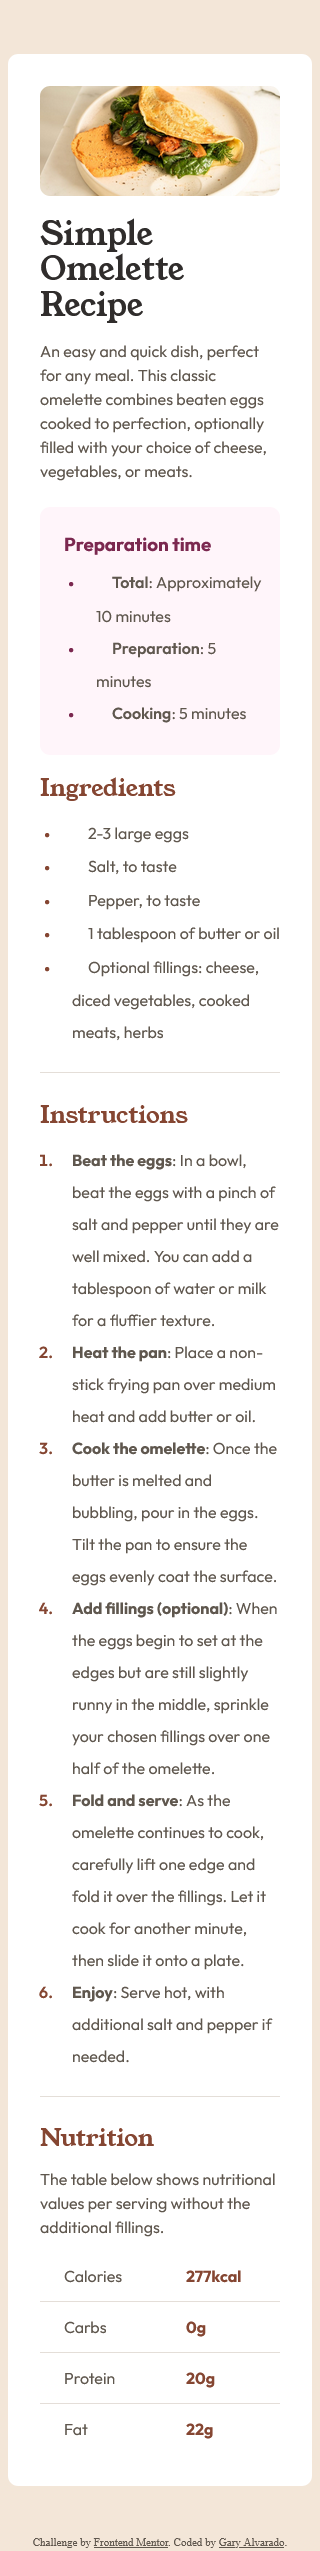 Simple
Omelette
Recipe
An easy and quick dish, perfect
for any meal. This classic
omelette combines beaten eggs
cooked to perfection, optionally
filled with your choice of cheese,
vegetables, or meats.
Preparation time
• Total: Approximately
10 minutes
• Preparation: 5
minutes
• Cooking: 5 minutes
Ingredients
• 2-3 large eggs
• Salt, to taste
• Pepper, to taste
• 1 tablespoon of butter or oil
• Optional fillings: cheese,
diced vegetables, cooked
meats, herbs
Instructions
1. Beat the eggs: In a bowl,
beat the eggs with a pinch of
salt and pepper until they are
well mixed. You can add a
tablespoon of water or milk
for a fluffier texture.
2. Heat the pan: Place a non-
stick frying pan over medium
heat and add butter or oil.
3. Cook the omelette: Once the
butter is melted and
bubbling, pour in the eggs.
Tilt the pan to ensure the
eggs evenly coat the surface.
4. Add fillings (optional): When
the eggs begin to set at the
edges but are still slightly
runny in the middle, sprinkle
your chosen fillings over one
half of the omelette.
5. Fold and serve: As the
omelette continues to cook,
carefully lift one edge and
fold it over the fillings. Let it
cook for another minute,
then slide it onto a plate.
6. Enjoy: Serve hot, with
additional salt and pepper if
needed.
Nutrition
The table below shows nutritional
values per serving without the
additional fillings.
Calories 277kcal
Carbs 0g
Protein 20g
Fat 22g
Challenge by Frontend Mentor. Coded by Gary Alvarado.